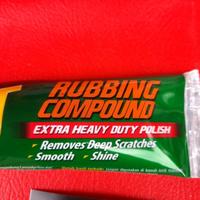 RUBBING
COMPOUND
EXTRA HEAVY DUTY POLISH
• Removes Deep Scratches
• Smooth • Shine